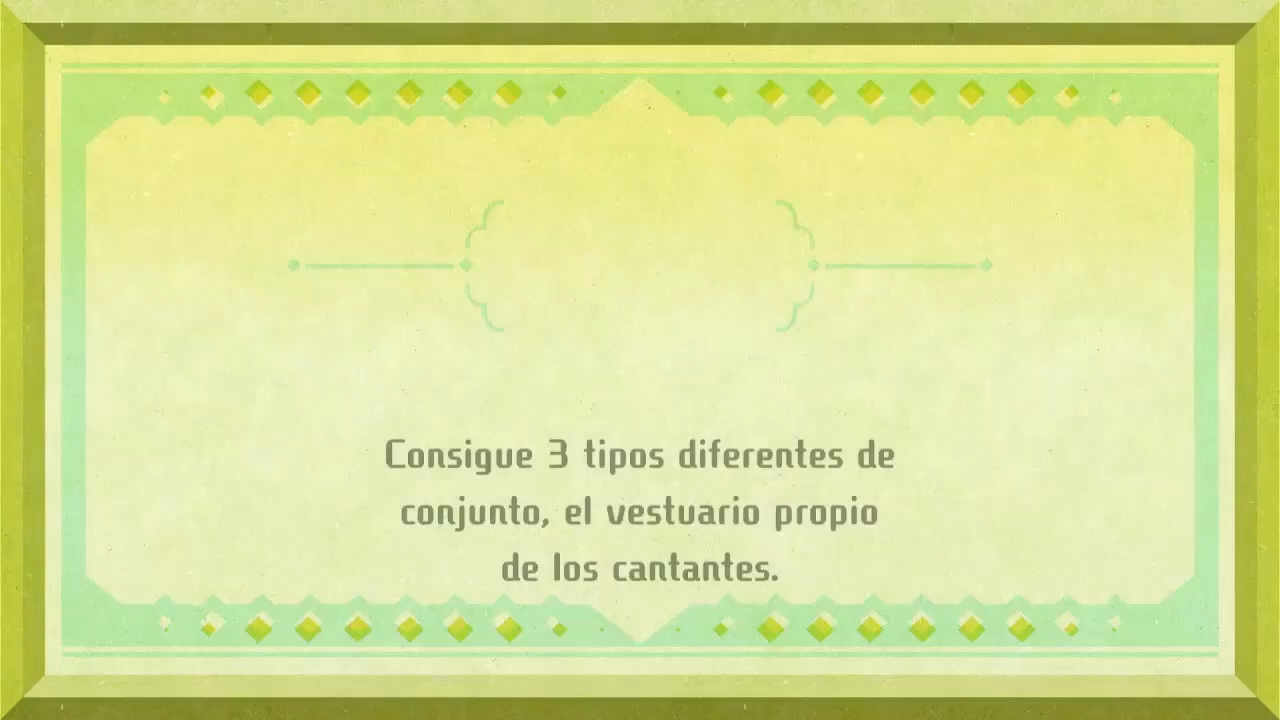 Consigue 3 tipos diferentes de
conjunto, el vestuario propio
de los cantantes.